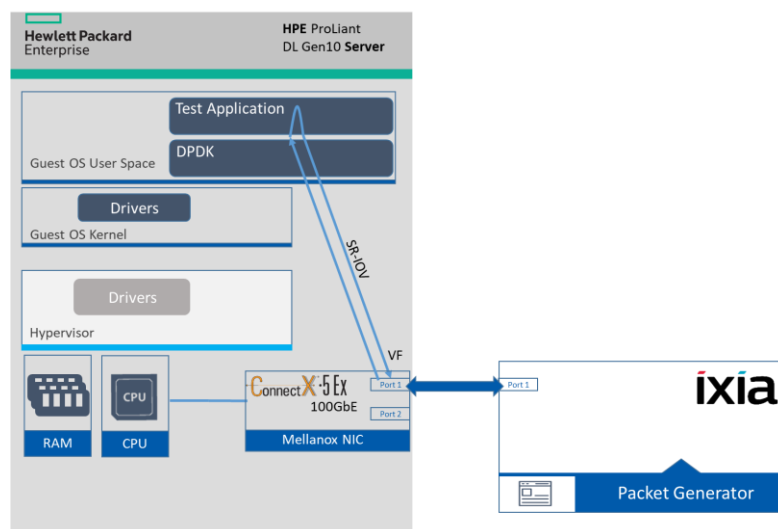 Hewlett Packard
Enterprise
HPE ProLiant
DL Gen10 Server
Test Application
DPDK
Guest OS User Space
Drivers
Guest OS Kernel
SR-IOV
Drivers
Hypervisor
VF
RAM
CPU
CPU
ConnectX·5 Ex
100GbE
Port 1
Port 2
Mellanox NIC
Port 1
ixia
Packet Generator